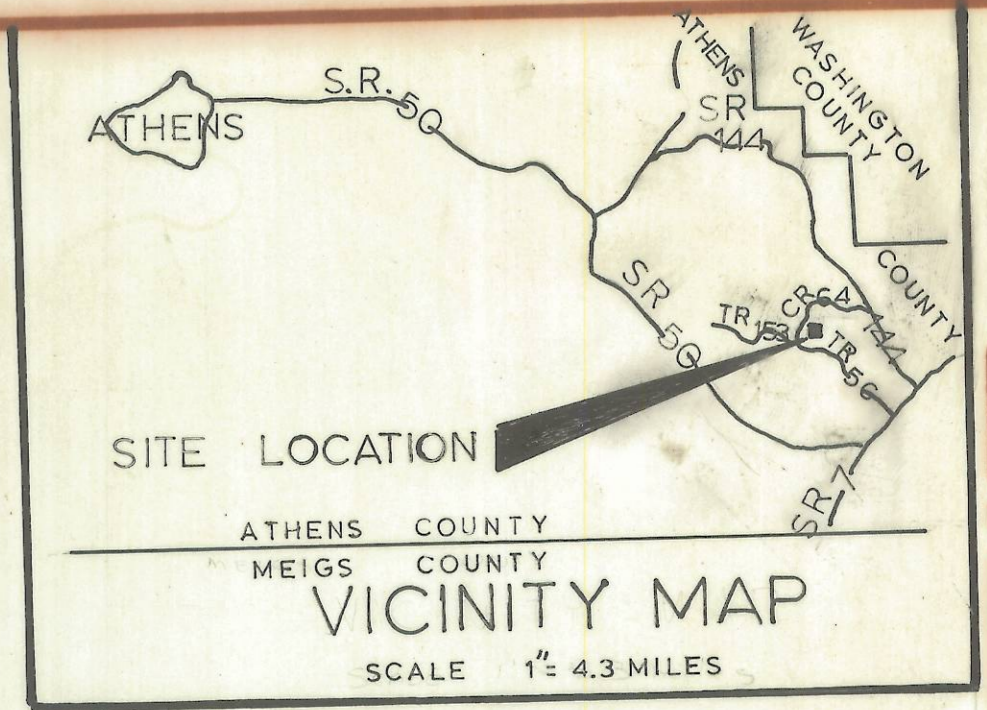 ATHENS
WASHINGTON
COUNTY
S.R. 50
ATHENS
SR
144
SR 50
COUNTY
TR 153
CR 64
144
TR 56
SITE LOCATION
SR 7
ATHENS COUNTY
MEIGS COUNTY
VICINITY MAP
SCALE 1"= 4.3 MILES